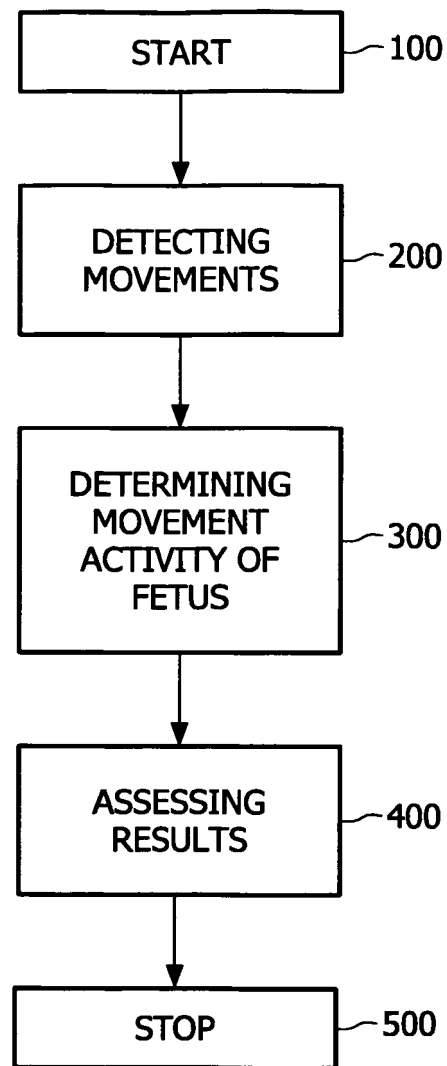 START
100
DETECTING
MOVEMENTS
200
DETERMINING
MOVEMENT
ACTIVITY OF
FETUS
300
ASSESSING
RESULTS
400
STOP
500